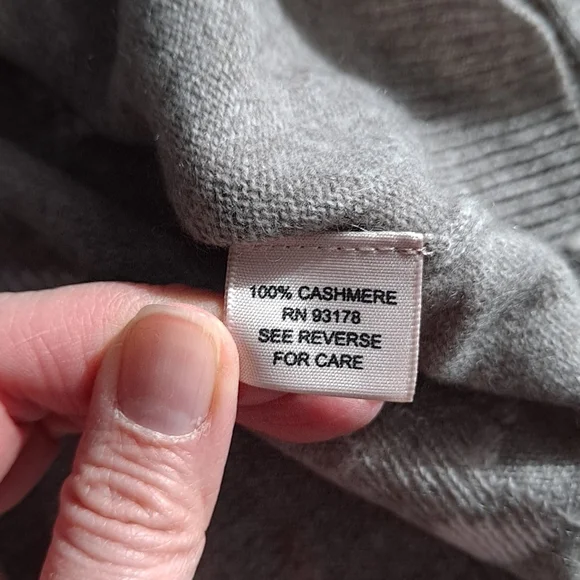 100% CASHMERE
RN 93178
SEE REVERSE
FOR CARE